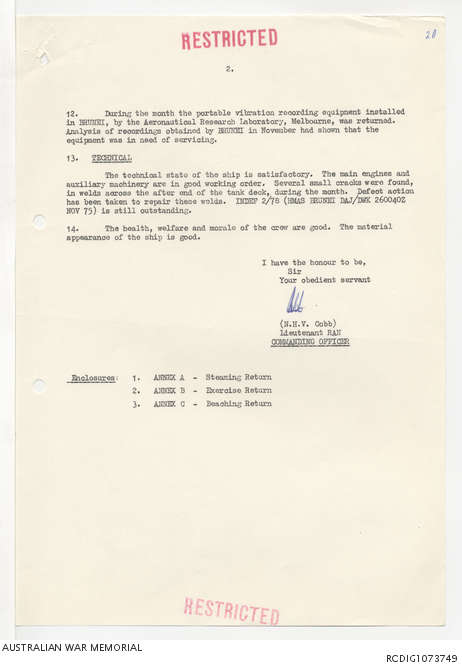 RESTRICTED
20
2.
12. During the month the portable vibration recording equipment installed
in BRUNEI, by the Aeronautical Research Laboratory, Melbourne, was returned.
Analysis of recordings obtained by BRUNEI in November had shown that the
equipment was in need of servicing.
13. TECHNICAL
The technical state of the ship is satisfactory. The main engines and
auxiliary machinery are in good working order. Several small cracks were found,
in welds across the after end of the tank deck, during the month. Defect action
has been taken to repair these welds. INDEF 2/78 (HMAS BRUNEI DAJ/DWK 260040Z
NOV 75) is still outstanding.
14. The health, welfare and morale of the crew are good. The material
appearance of the ship is good.
I have the honour to be,
Sir
Your obedient servant
(N.H.V. Cobb)
Lieutenant RAN
COMMANDING OFFICER
Enclosures: 1. ANNEX A - Steaming Return
2. ANNEX B - Exercise Return
3. ANNEX C - Beaching Return
RESTRICTED
AUSTRALIAN WAR MEMORIAL
RCDIG1073749